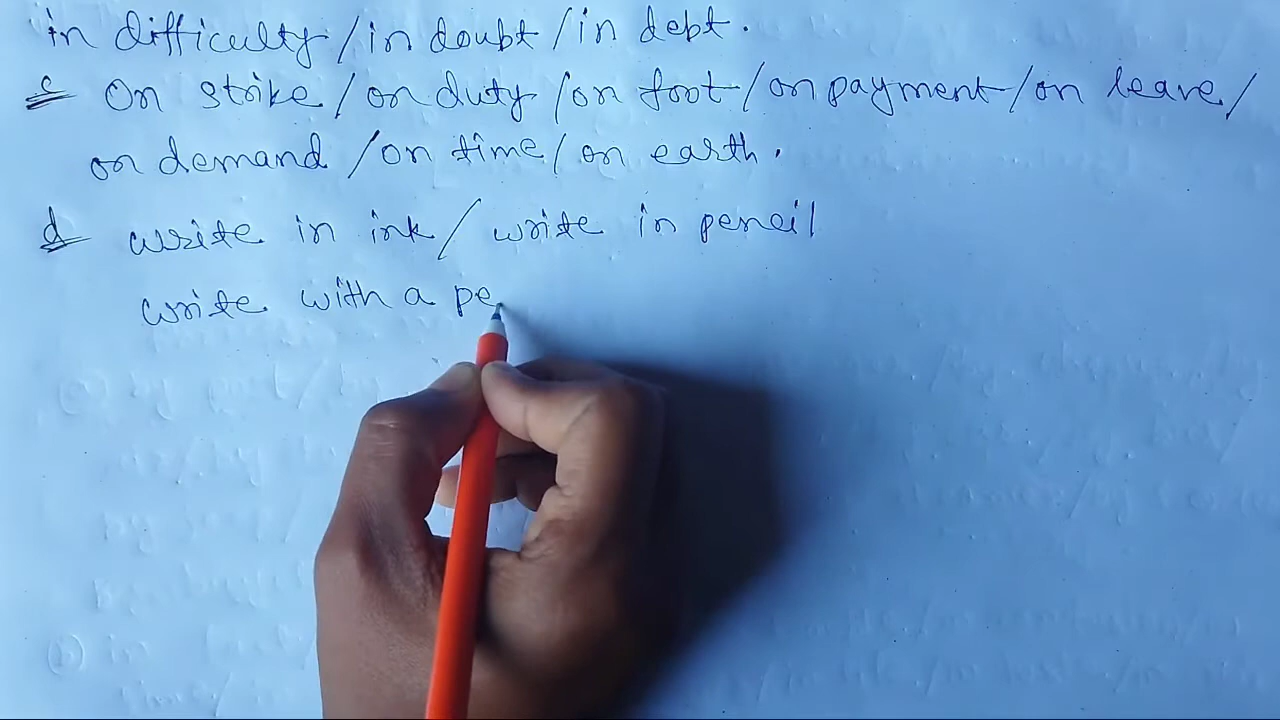 in difficulty/in doubt/in debt.
c On strike/on duty/on foot/on payment/on leave/
on demand/on time/on earth.
d write in ink/write in pencil
write with a pe